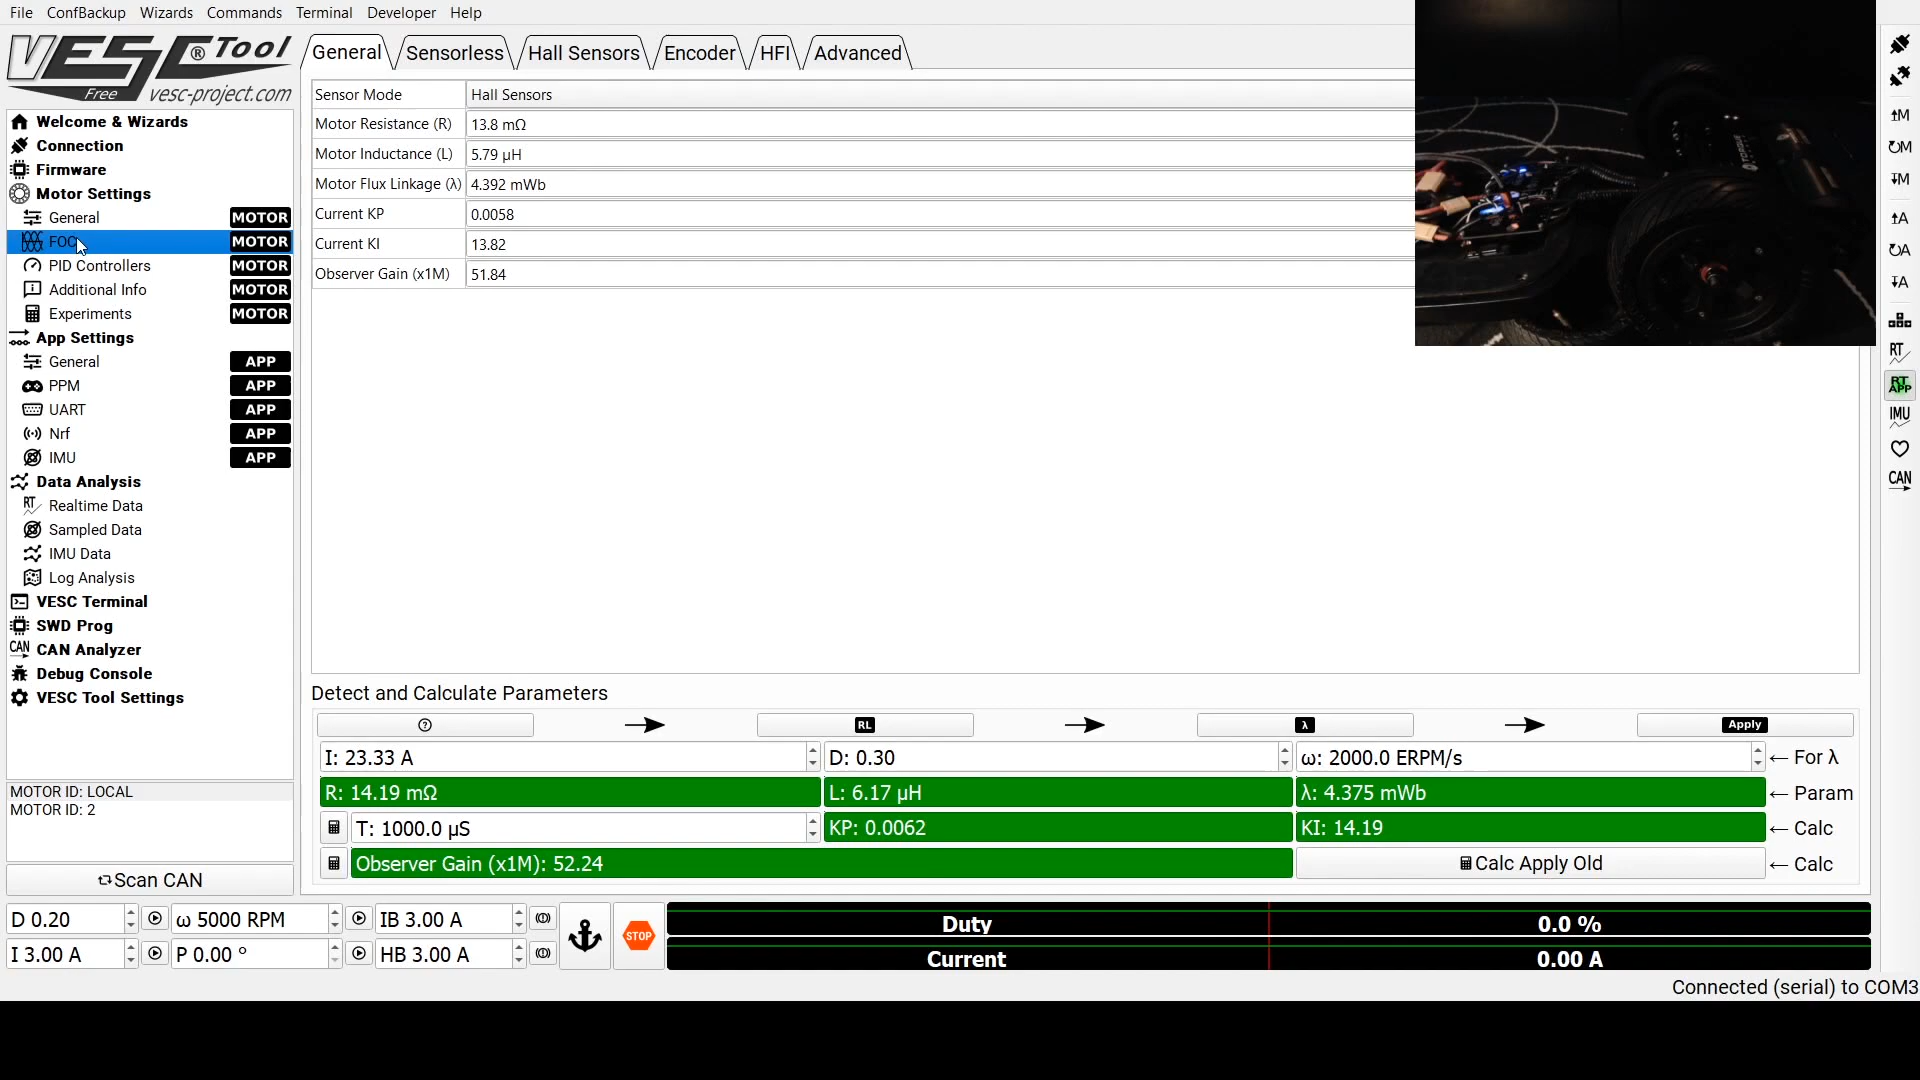 File ConfBackup Wizards Commands Terminal Developer Help
VESC® Tool
Free vesc-project.com
Welcome & Wizards
Connection
Firmware
Motor Settings
General MOTOR
FOC MOTOR
PID Controllers MOTOR
Additional Info MOTOR
Experiments MOTOR
App Settings
General APP
PPM APP
UART APP
Nrf APP
IMU APP
Data Analysis
RT Realtime Data
Sampled Data
IMU Data
Log Analysis
VESC Terminal
SWD Prog
CAN CAN Analyzer
Debug Console
VESC Tool Settings
MOTOR ID: LOCAL
MOTOR ID: 2
Scan CAN
General Sensorless Hall Sensors Encoder HFI Advanced
Sensor Mode Hall Sensors
Motor Resistance (R) 13.8 mΩ
Motor Inductance (L) 5.79 µH
Motor Flux Linkage (λ) 4.392 mWb
Current KP 0.0058
Current KI 13.82
Observer Gain (x1M) 51.84
Detect and Calculate Parameters
? RL λ Apply
I: 23.33 A D: 0.30 ω: 2000.0 ERPM/s ← For λ
R: 14.19 mΩ L: 6.17 µH λ: 4.375 mWb ← Param
T: 1000.0 µS KP: 0.0062 KI: 14.19 ← Calc
Observer Gain (x1M): 52.24 Calc Apply Old ← Calc
D 0.20 ω 5000 RPM IB 3.00 A
I 3.00 A P 0.00 ° HB 3.00 A
STOP
Duty 0.0 %
Current 0.00 A
M
M
M
A
A
A
RT
RT APP
IMU
CAN
Connected (serial) to COM3